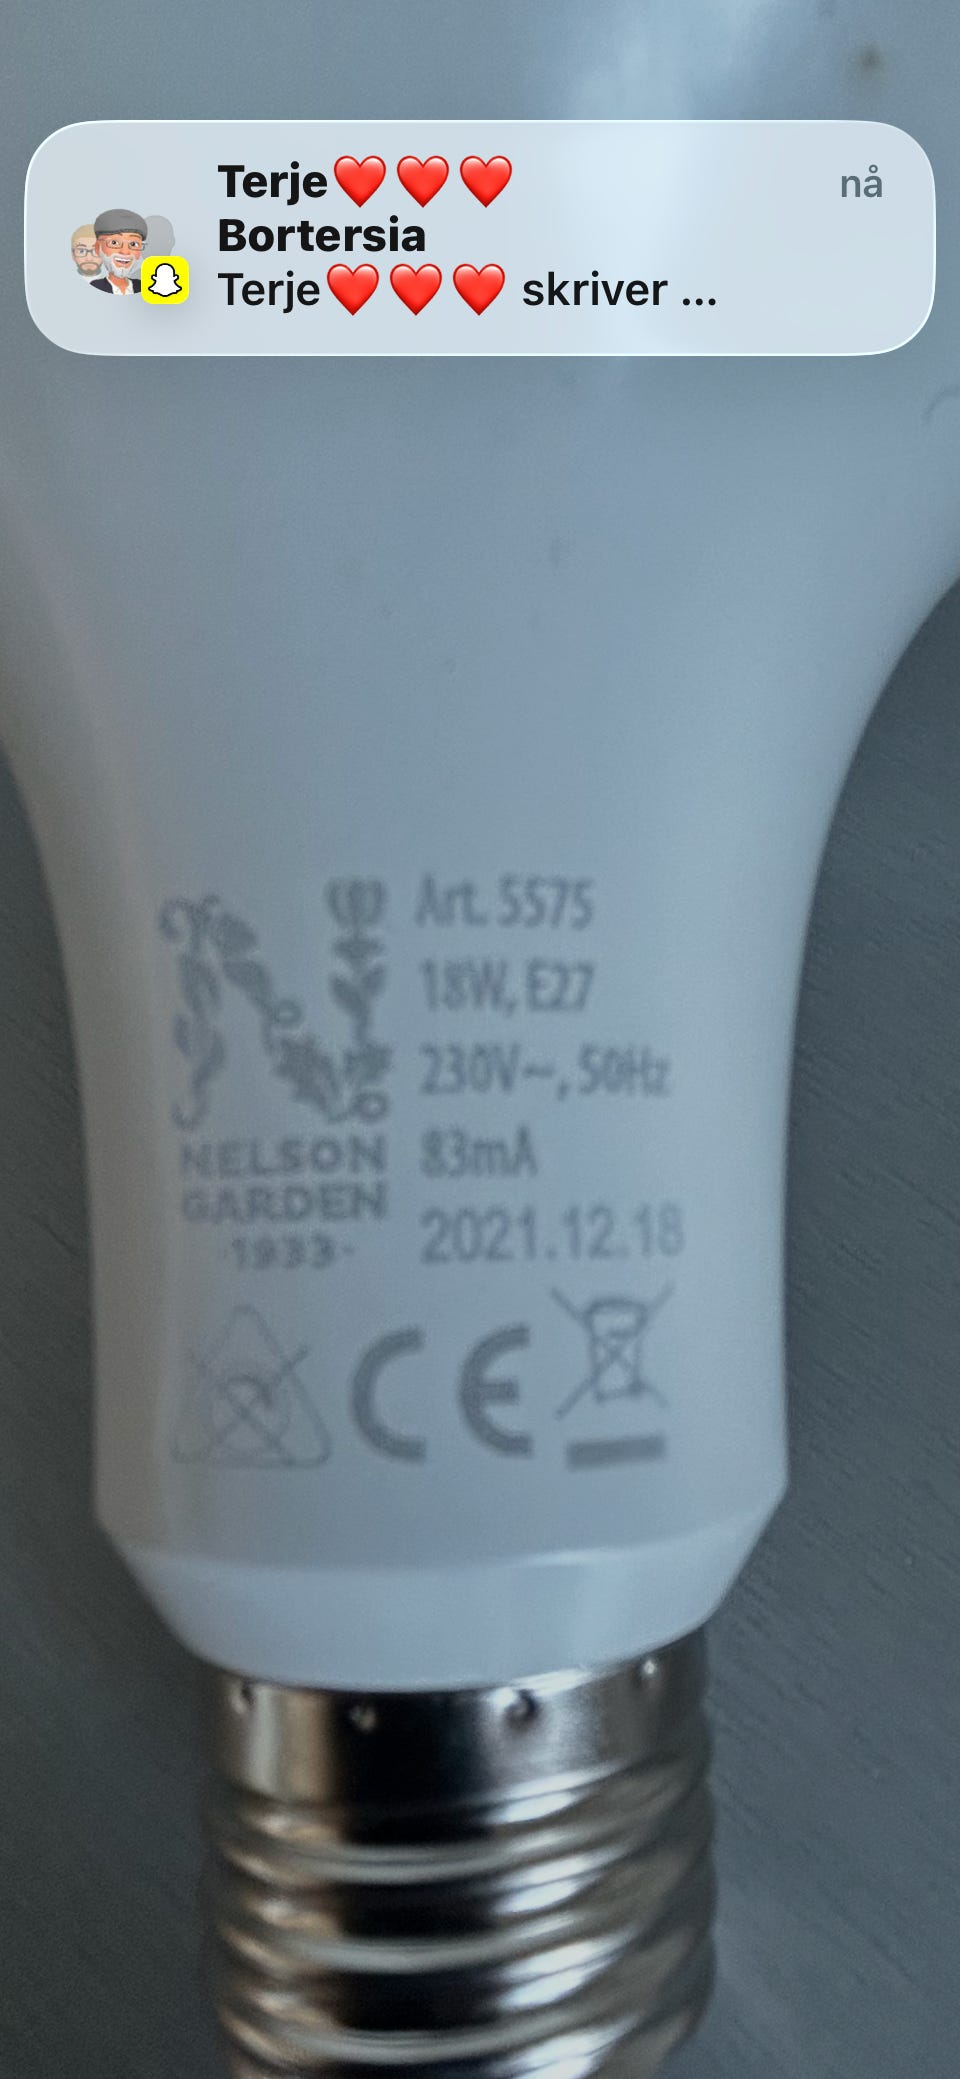 Terje❤️❤️❤️
nå
Bortersia
Terje❤️❤️❤️ skriver ...
Art. 5575
18W, E27
230V~, 50Hz
83mA
2021.12.18
NELSON
GARDEN
·1933·
CE